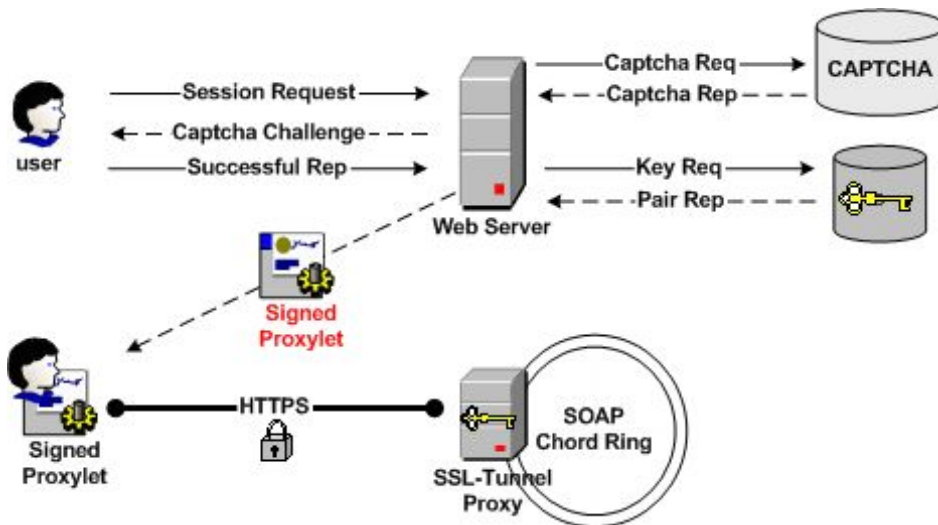 Captcha Req
CAPTCHA
Session Request
Captcha Rep
Captcha Challenge
user
Successful Rep
Key Req
Pair Rep
Web Server
Signed
Proxylet
HTTPS
SOAP
Chord Ring
Signed
Proxylet
SSL-Tunnel
Proxy